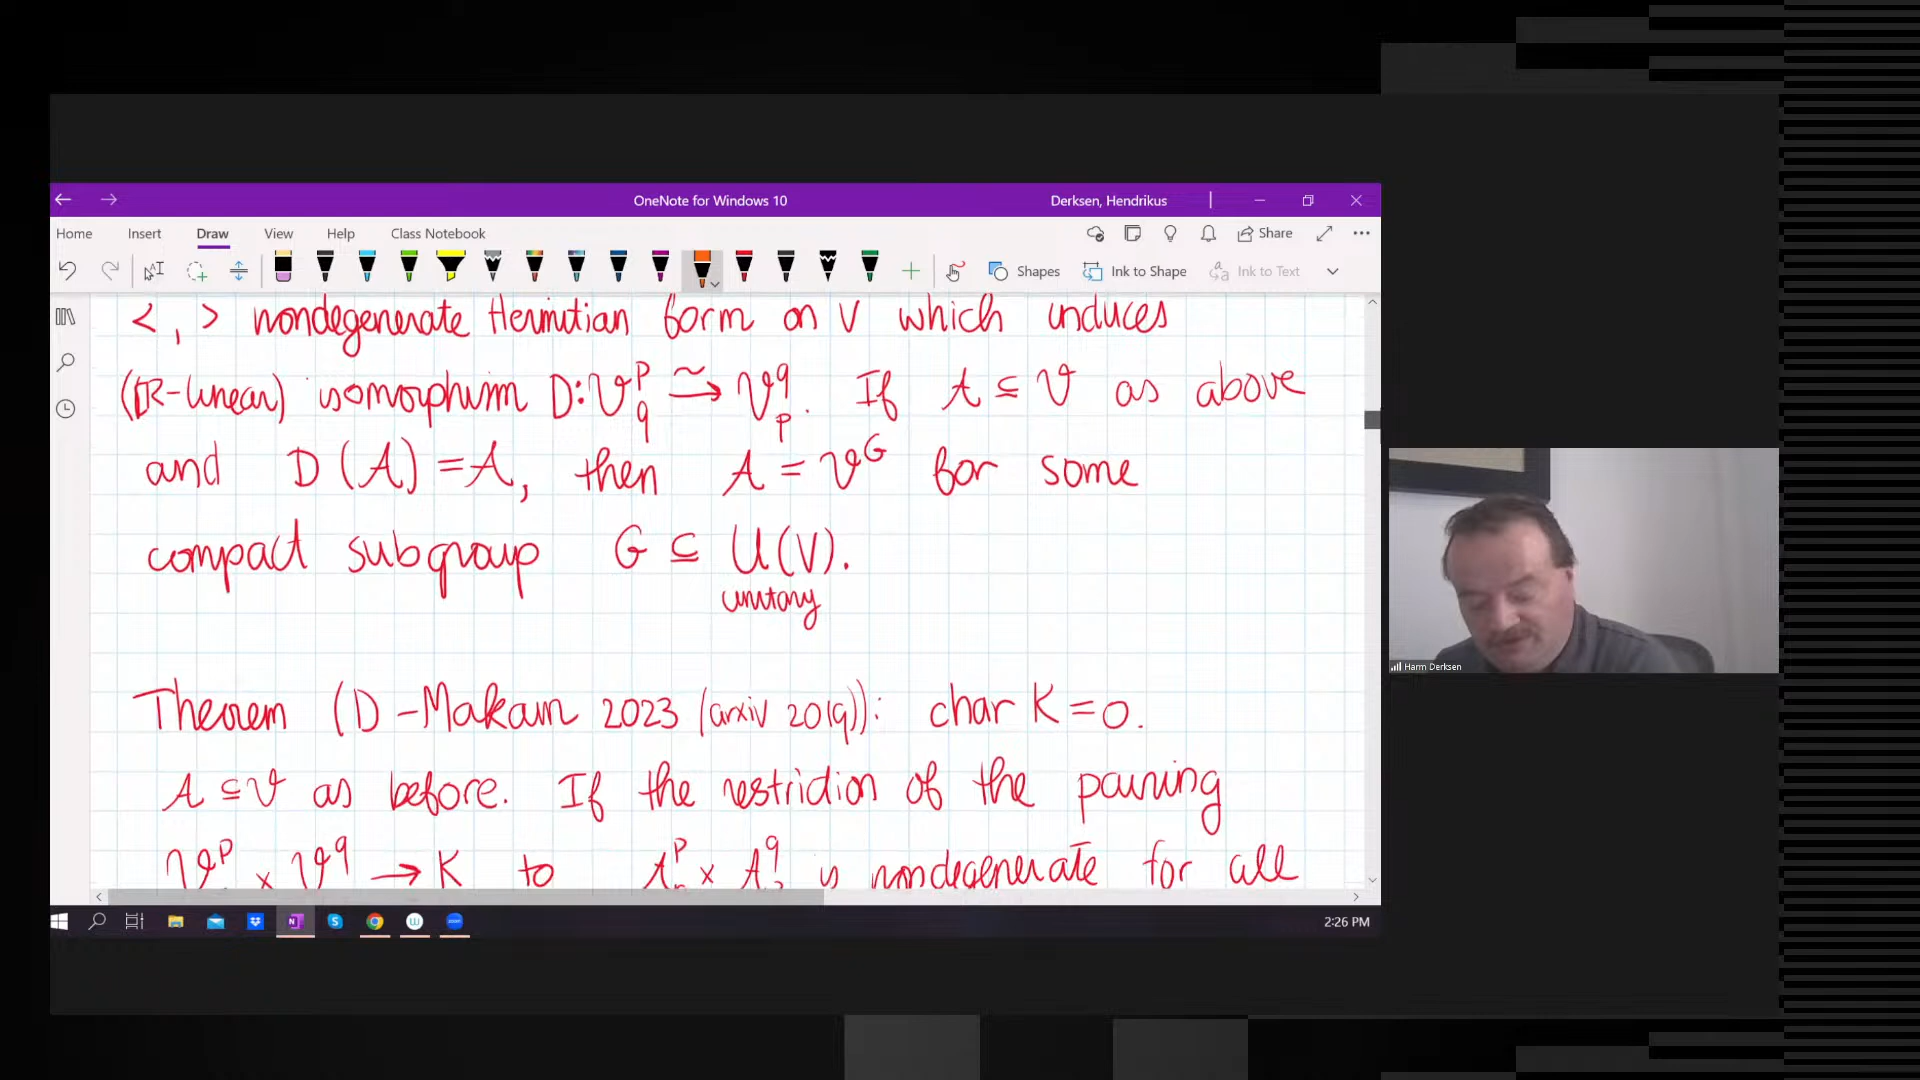 OneNote for Windows 10
Derksen, Hendrikus
Home Insert Draw View Help Class Notebook
Share
Shapes Ink to Shape Ink to Text
< , > nondegenerate Hermitian form on V which induces
(ℝ-linear) isomorphism D: 𝒱^p_q ⥲ 𝒱^q_p. If A ⊆ 𝒱 as above
and D(A) = A, then A = 𝒱^G for some
compact subgroup G ⊆ U(V).
unitary
Theorem (D-Makam 2023 (arxiv 2019)): char K = 0.
A ⊆ 𝒱 as before. If the restriction of the pairing
𝒱^p × 𝒱^q → K to A^p × A^q is nondegenerate for all
Harm Derksen
2:26 PM